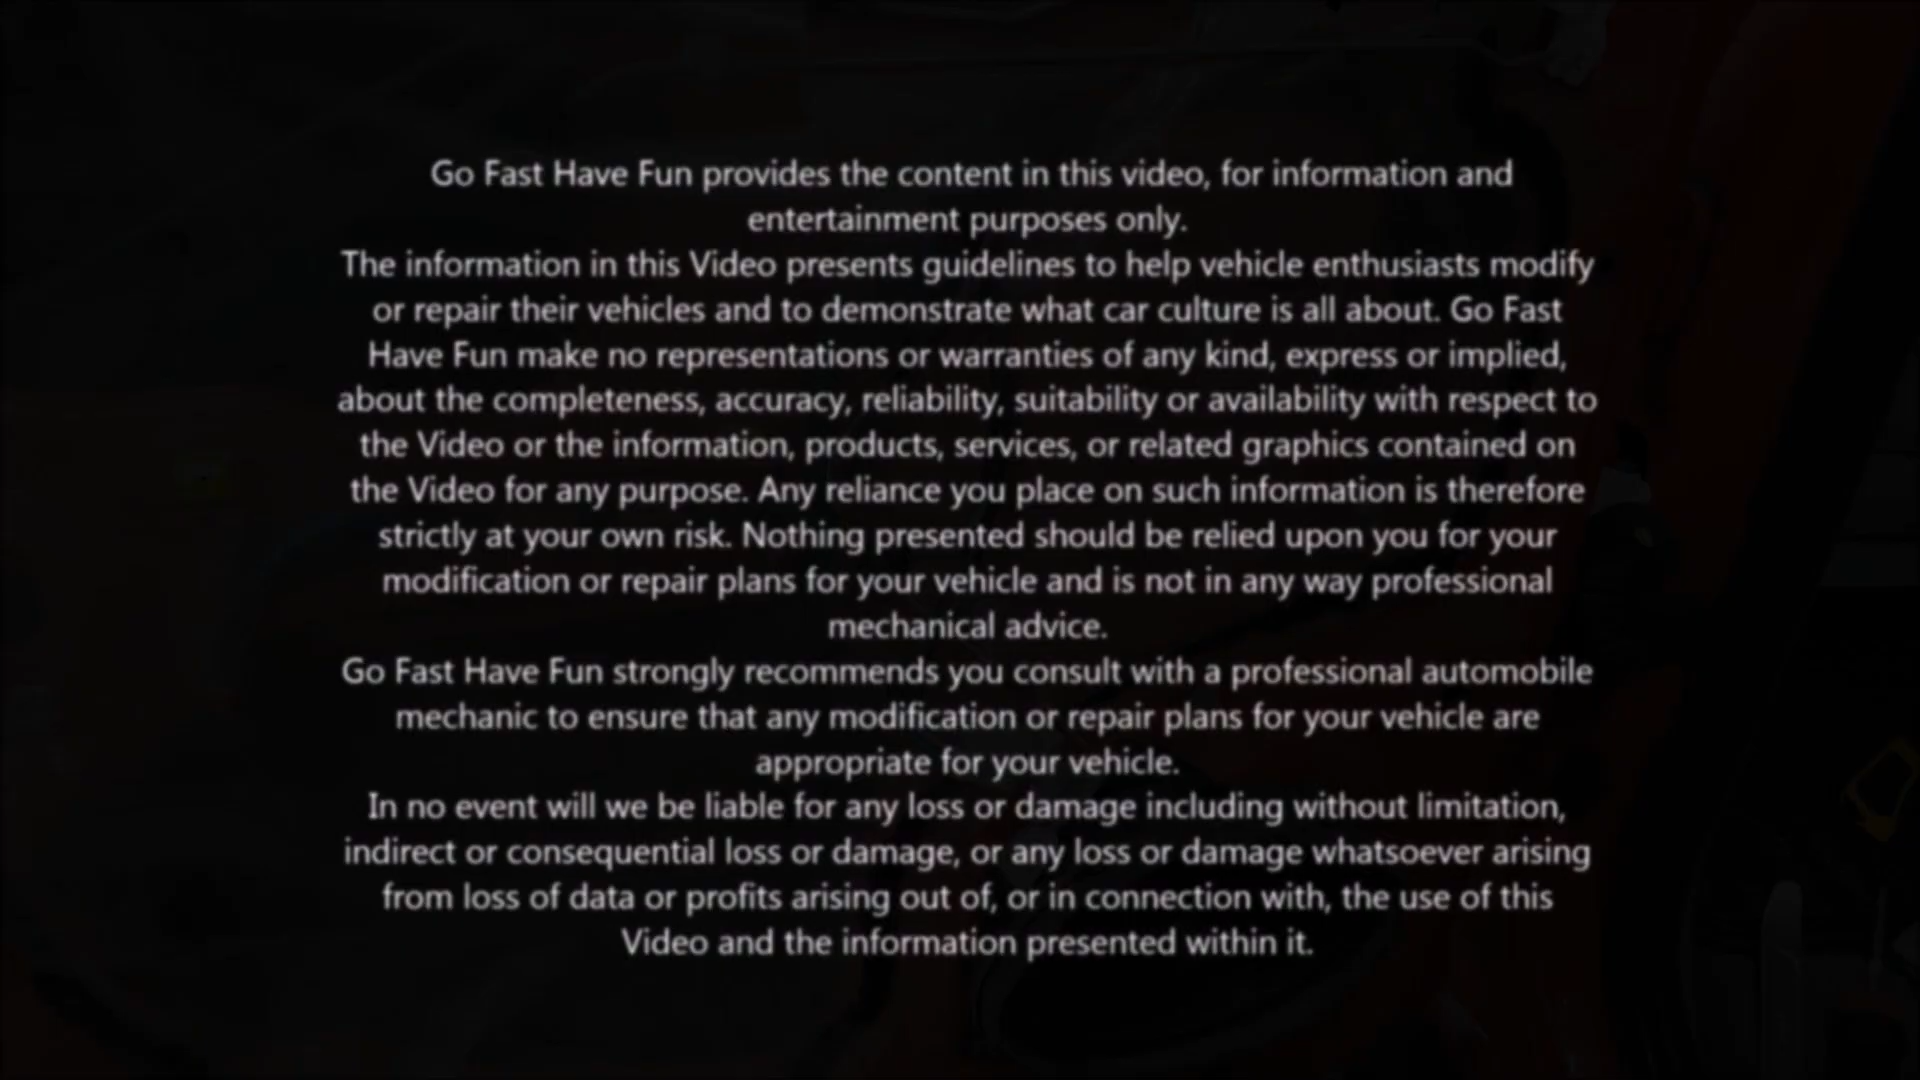 Go Fast Have Fun provides the content in this video, for information and
entertainment purposes only.
The information in this Video presents guidelines to help vehicle enthusiasts modify
or repair their vehicles and to demonstrate what car culture is all about. Go Fast
Have Fun make no representations or warranties of any kind, express or implied,
about the completeness, accuracy, reliability, suitability or availability with respect to
the Video or the information, products, services, or related graphics contained on
the Video for any purpose. Any reliance you place on such information is therefore
strictly at your own risk. Nothing presented should be relied upon you for your
modification or repair plans for your vehicle and is not in any way professional
mechanical advice.
Go Fast Have Fun strongly recommends you consult with a professional automobile
mechanic to ensure that any modification or repair plans for your vehicle are
appropriate for your vehicle.
In no event will we be liable for any loss or damage including without limitation,
indirect or consequential loss or damage, or any loss or damage whatsoever arising
from loss of data or profits arising out of, or in connection with, the use of this
Video and the information presented within it.